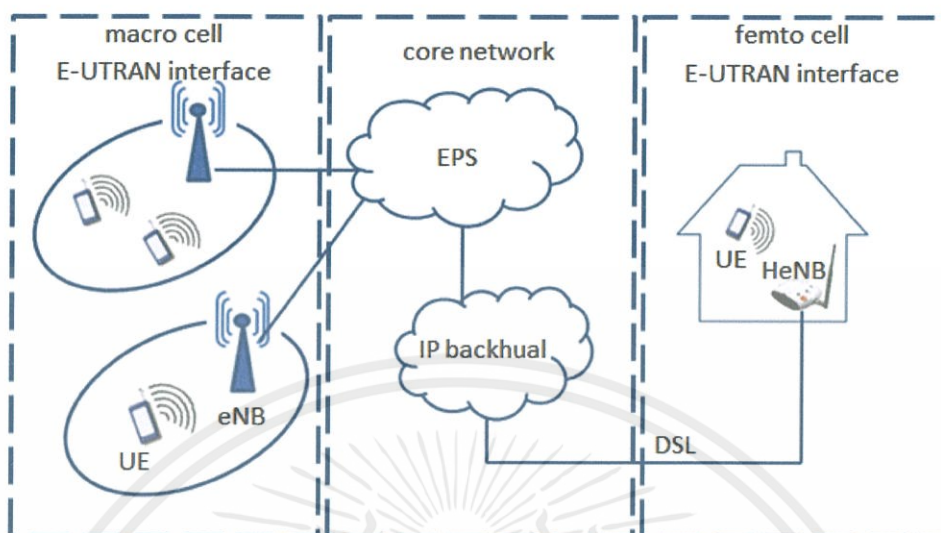 macro cell
E-UTRAN interface
core network
femto cell
E-UTRAN interface
EPS
UE
HeNB
IP backhual
eNB
UE
DSL